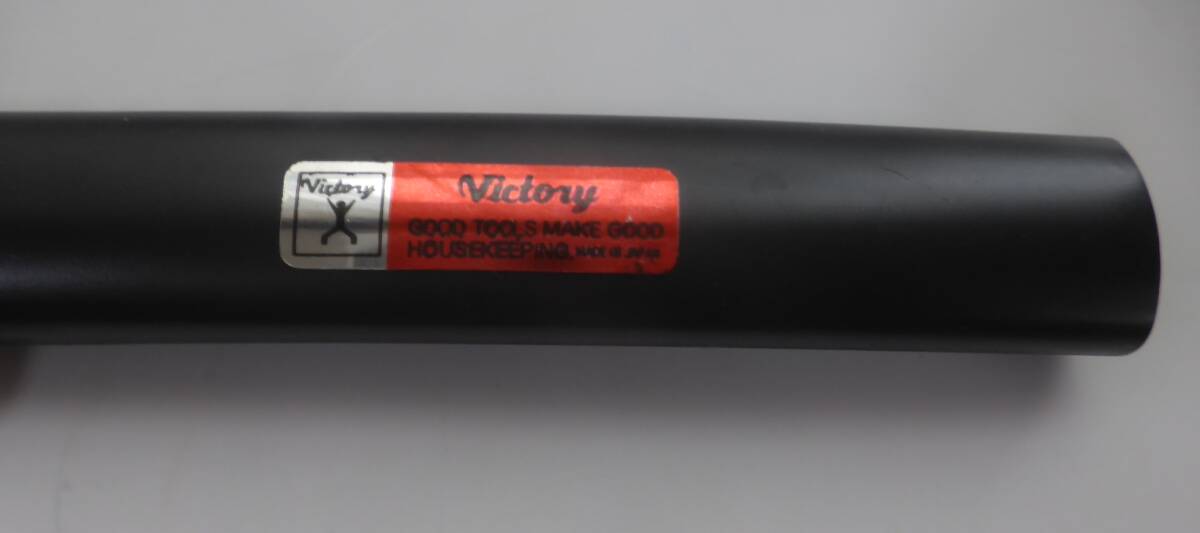 Victory
Victory
GOOD TOOLS MAKE GOOD
HOUSEKEEPING. MADE IN JAPAN